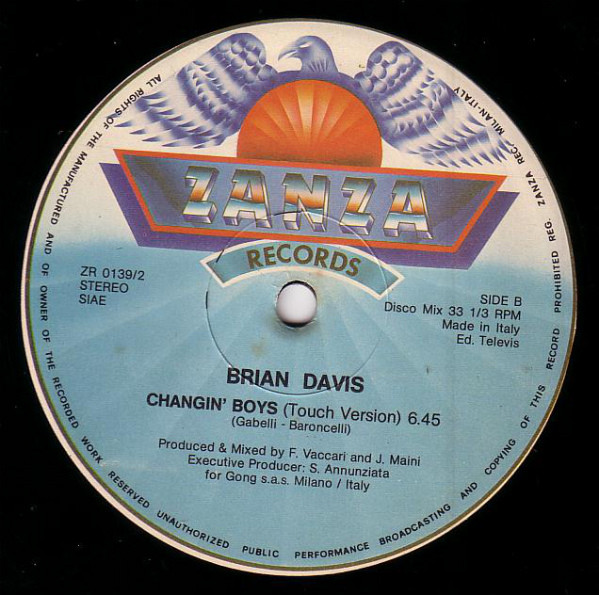 ZANZA
RECORDS
ZR 0139/2
STEREO
SIAE
SIDE B
Disco Mix 33 1/3 RPM
Made in Italy
Ed. Televis
BRIAN DAVIS
CHANGIN' BOYS (Touch Version) 6.45
(Gabelli - Baroncelli)
Produced & Mixed by F. Vaccari and J. Maini
Executive Producer: S. Annunziata
for Gong s.a.s. Milano / Italy
ALL RIGHTS OF THE MANUFACTURED AND OF OWNER OF THE RECORDED WORK RESERVED UNAUTHORIZED PUBLIC PERFORMANCE BROADCASTING AND COPYING OF THIS RECORD PROHIBITED REG. ZANZA REC. MILAN-ITALY